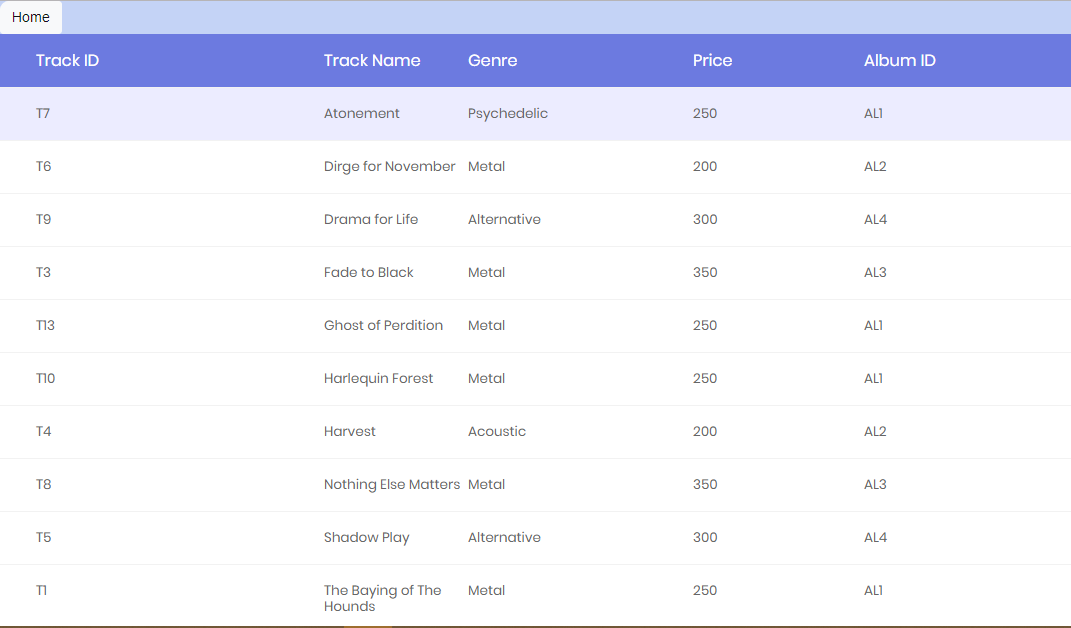 Home
Track ID Track Name Genre Price Album ID
T7 Atonement Psychedelic 250 AL1
T6 Dirge for November Metal 200 AL2
T9 Drama for Life Alternative 300 AL4
T3 Fade to Black Metal 350 AL3
T13 Ghost of Perdition Metal 250 AL1
T10 Harlequin Forest Metal 250 AL1
T4 Harvest Acoustic 200 AL2
T8 Nothing Else Matters Metal 350 AL3
T5 Shadow Play Alternative 300 AL4
T1 The Baying of The Metal 250 AL1
Hounds